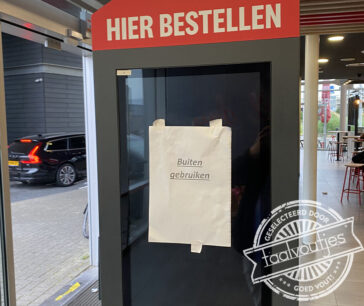 HIER BESTELLEN
Buiten
gebruiken
GESELECTEERD DOOR
taalvoutjes
GOED VOUT!